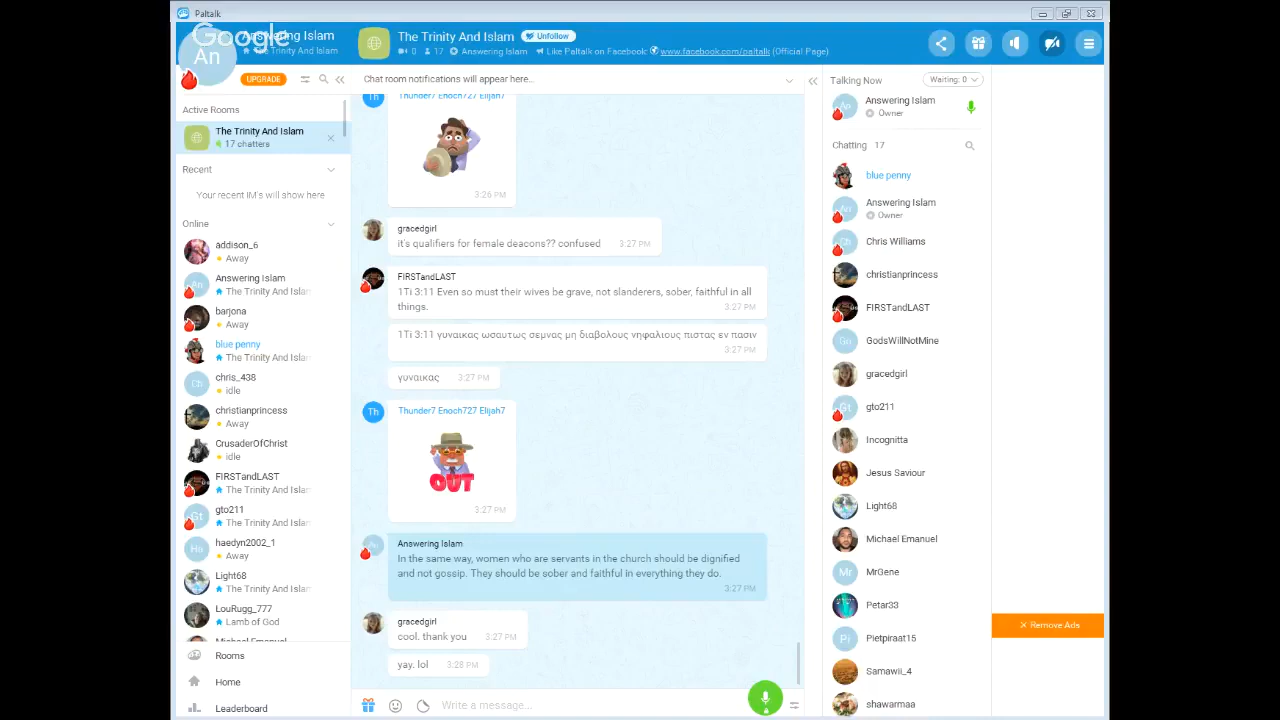 Paltalk
Answering Islam
Google
The Trinity And Islam
An
UPGRADE
Active Rooms
The Trinity And Islam
17 chatters
Recent
Your recent IM's will show here
Online
addison_6
Away
Answering Islam
The Trinity And Islam
barjona
Away
blue penny
The Trinity And Islam
chris_438
idle
christianprincess
Away
CrusaderOfChrist
idle
FIRSTandLAST
The Trinity And Islam
gto211
The Trinity And Islam
haedyn2002_1
Away
Light68
The Trinity And Islam
LouRugg_777
Lamb of God
Michael Emanuel
Rooms
Home
Leaderboard
The Trinity And Islam
Unfollow
0 17 Answering Islam Like Paltalk on Facebook: www.facebook.com/paltalk (Official Page)
Chat room notifications will appear here...
Thunder7 Enoch727 Elijah7
3:26 PM
gracedgirl
it's qualifiers for female deacons?? confused 3:27 PM
FIRSTandLAST
1Ti 3:11 Even so must their wives be grave, not slanderers, sober, faithful in all
things.
3:27 PM
1Ti 3:11 γυναικας ωσαυτως σεμνας μη διαβολους νηφαλιους πιστας εν πασιν
3:27 PM
γυναικας 3:27 PM
Th
Thunder7 Enoch727 Elijah7
OUT
3:27 PM
Answering Islam
In the same way, women who are servants in the church should be dignified
and not gossip. They should be sober and faithful in everything they do.
3:27 PM
gracedgirl
cool. thank you 3:27 PM
yay. lol 3:28 PM
Write a message...
Talking Now
Waiting: 0
Answering Islam
Owner
Chatting 17
blue penny
Answering Islam
Owner
Chris Williams
christianprincess
FIRSTandLAST
GodsWillNotMine
gracedgirl
gto211
Incognitta
Jesus Saviour
Light68
Michael Emanuel
MrGene
Petar33
Pietpiraat15
Samawii_4
shawarmaa
Remove Ads